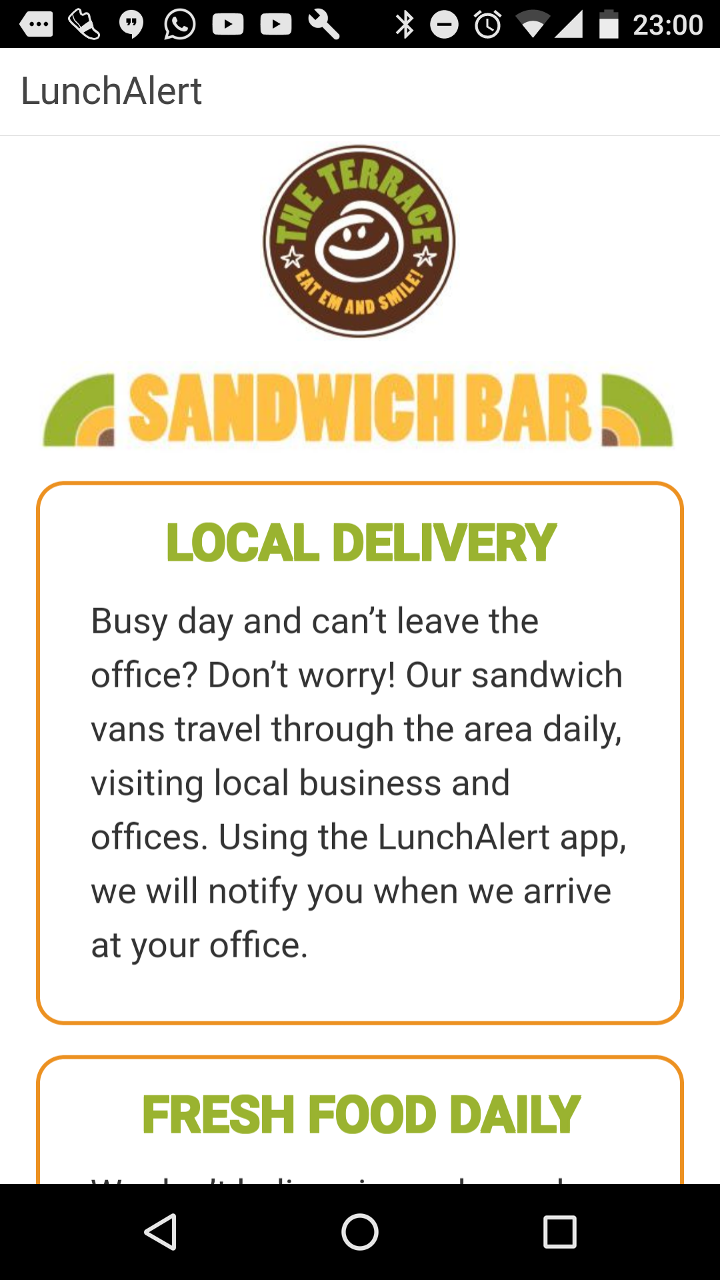 23:00
LunchAlert
THE TERRACE
EAT EM AND SMILE!
SANDWICH BAR
LOCAL DELIVERY
Busy day and can’t leave the
office? Don’t worry! Our sandwich
vans travel through the area daily,
visiting local business and
offices. Using the LunchAlert app,
we will notify you when we arrive
at your office.
FRESH FOOD DAILY